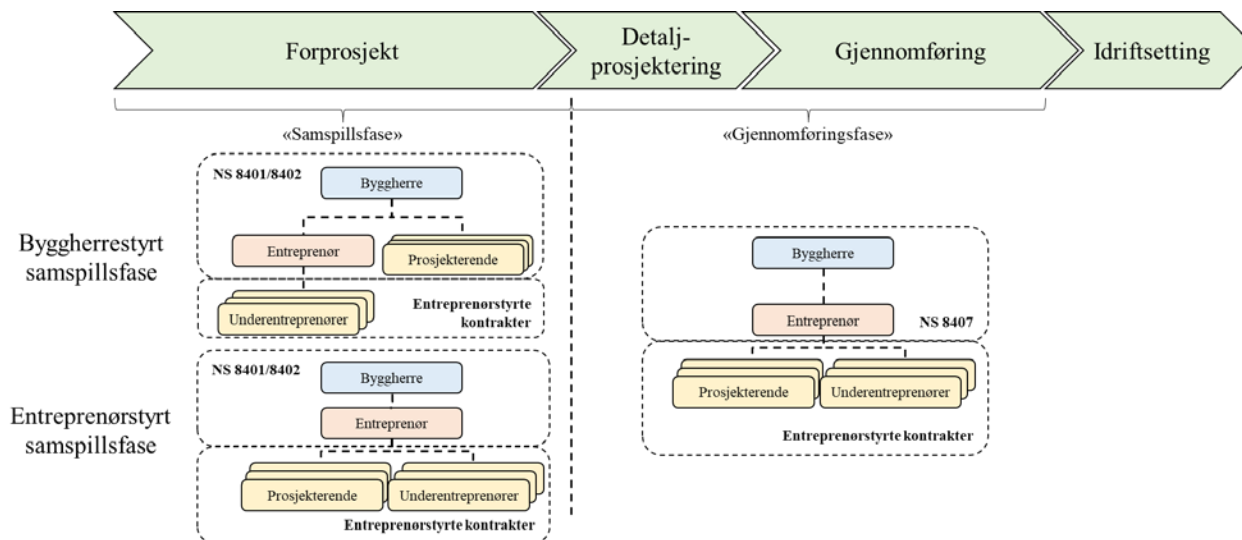 Forprosjekt
Detalj-
prosjektering
Gjennomføring
Idriftsetting
«Samspillsfase»
«Gjennomføringsfase»
Byggherrestyrt
samspillsfase
NS 8401/8402
Byggherre
Entreprenør
Prosjekterende
Underentreprenører
Entreprenørstyrte
kontrakter
Entreprenørstyrt
samspillsfase
NS 8401/8402
Byggherre
Entreprenør
Prosjekterende
Underentreprenører
Entreprenørstyrte kontrakter
Byggherre
Entreprenør
NS 8407
Prosjekterende
Underentreprenører
Entreprenørstyrte kontrakter